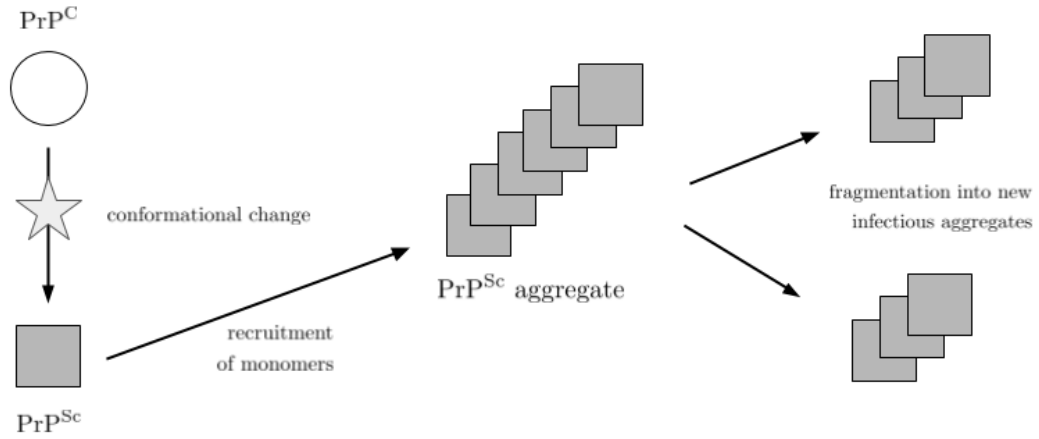 PrP^C
conformational change
PrP^Sc
recruitment
of monomers
PrP^Sc aggregate
fragmentation into new
infectious aggregates